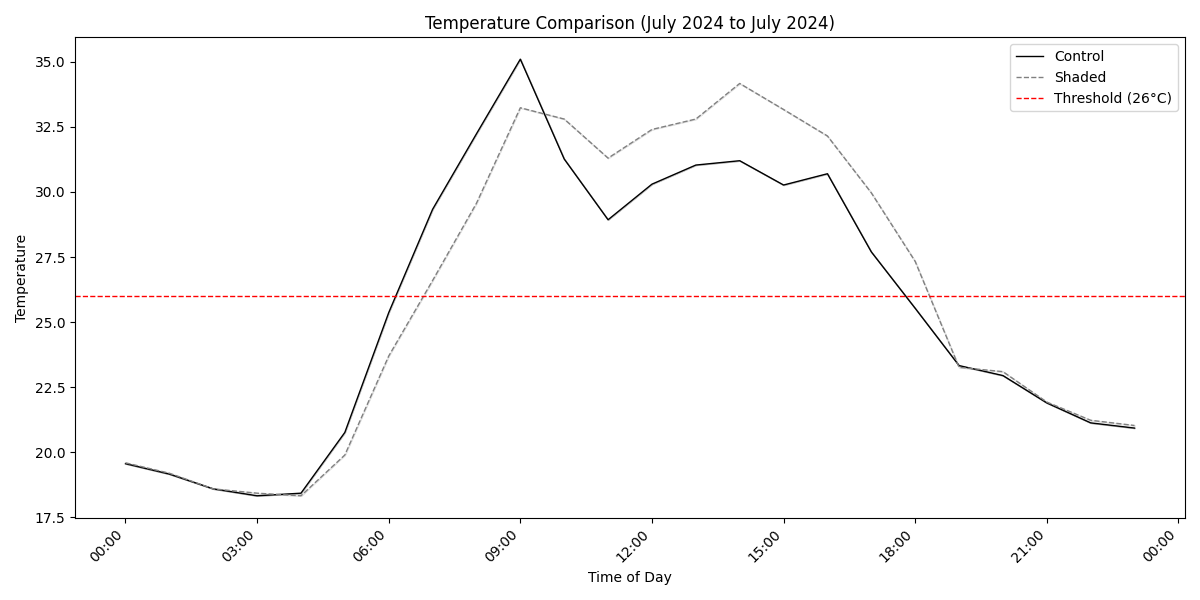 Temperature Comparison (July 2024 to July 2024)
Control
Shaded
Threshold (26°C)
Temperature
35.0
32.5
30.0
27.5
25.0
22.5
20.0
17.5
00:00
03:00
06:00
09:00
12:00
15:00
18:00
21:00
00:00
Time of Day